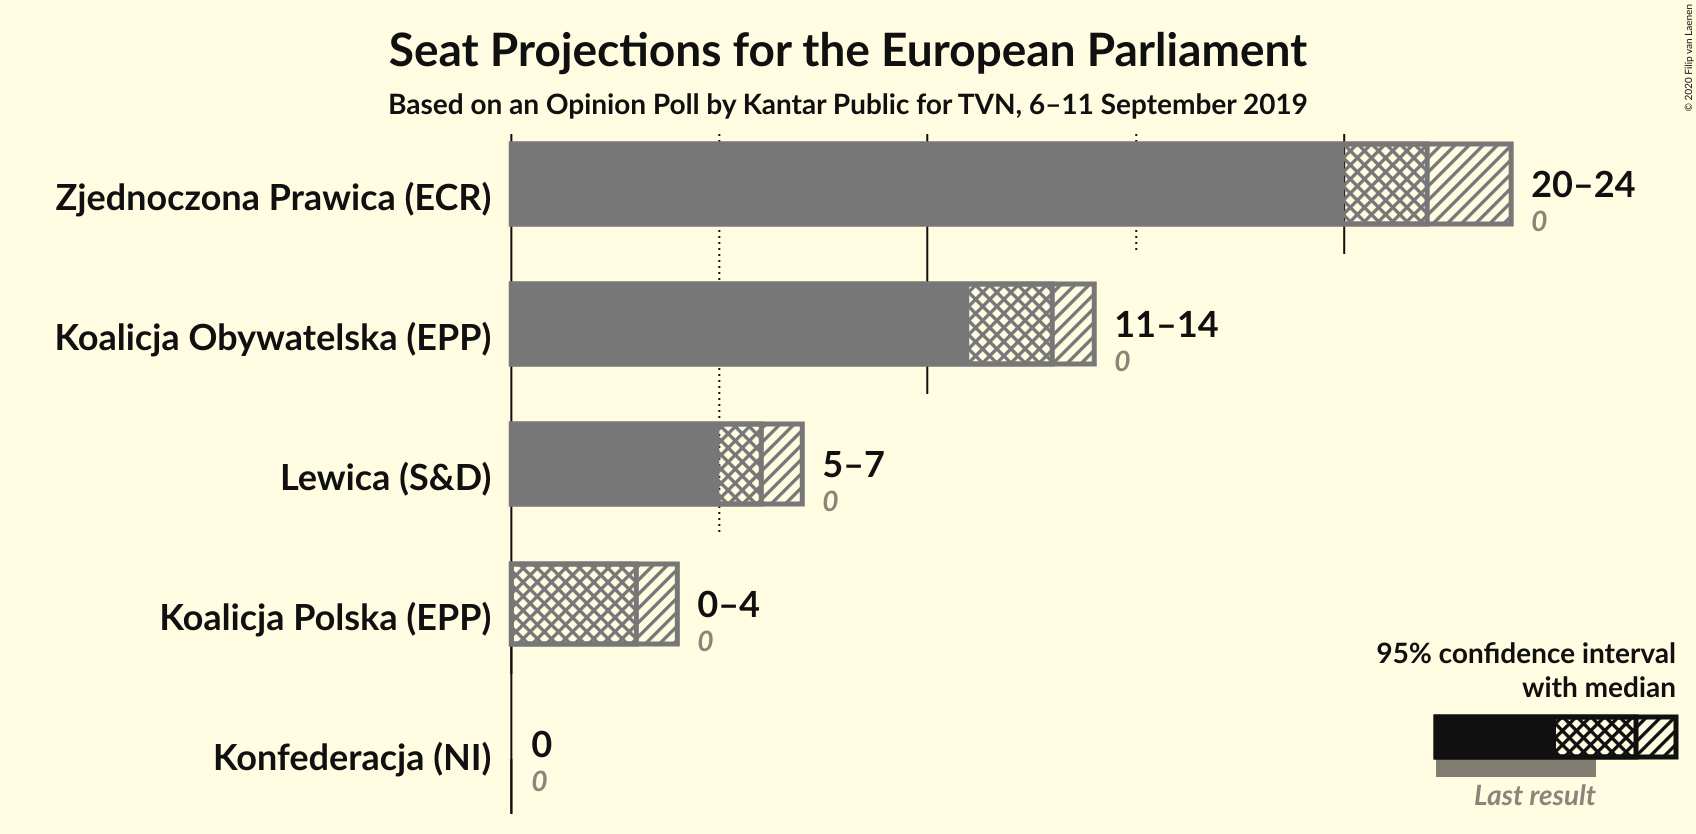 Seat Projections for the European Parliament
Based on an Opinion Poll by Kantar Public for TVN, 6–11 September 2019
© 2020 Filip van Laenen
Zjednoczona Prawica (ECR)
20–24
0
Koalicja Obywatelska (EPP)
11–14
0
Lewica (S&D)
5–7
0
Koalicja Polska (EPP)
0–4
0
Konfederacja (NI)
0
0
95% confidence interval
with median
Last result